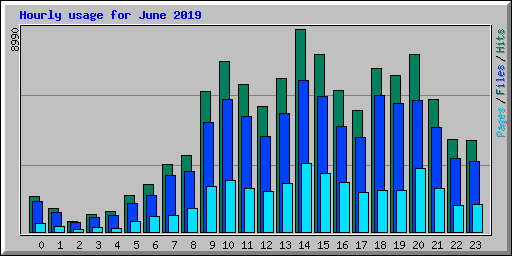 Hourly usage for June 2019
8990
Pages/Files/Hits
0 1 2 3 4 5 6 7 8 9 10 11 12 13 14 15 16 17 18 19 20 21 22 23